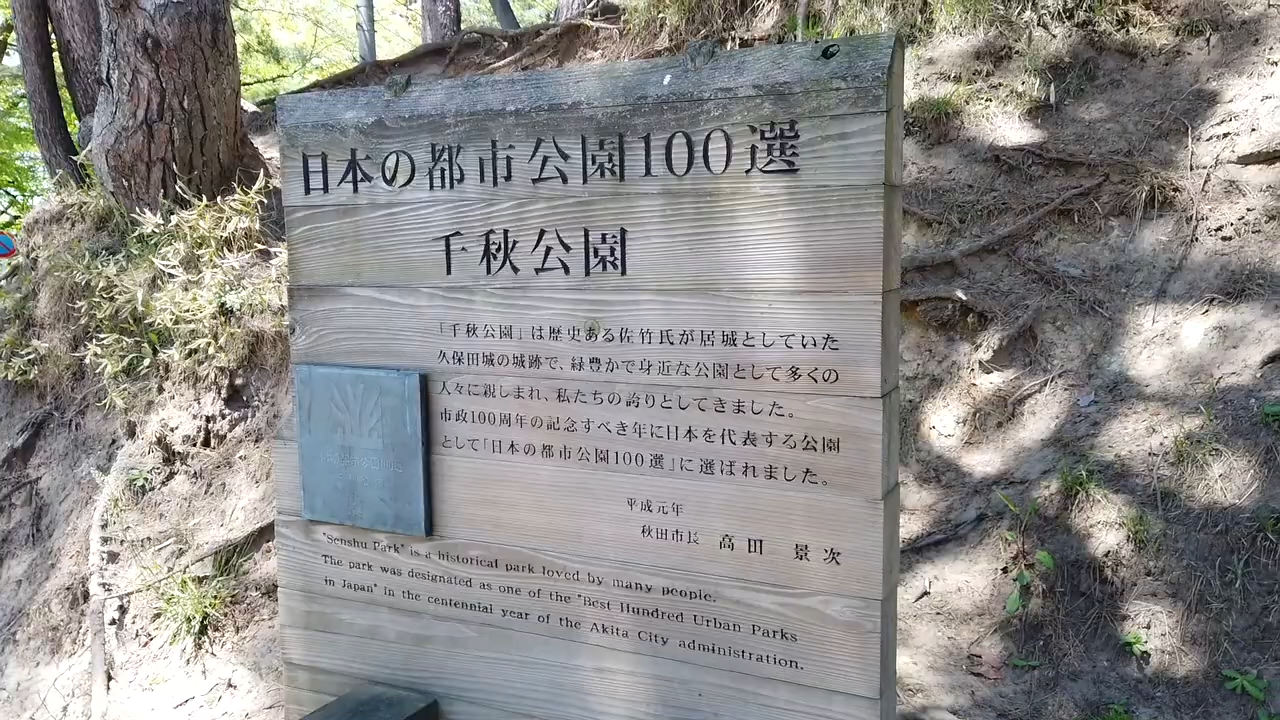 日本の都市公園100選
千秋公園
「千秋公園」は歴史ある佐竹氏が居城としていた
久保田城の城跡で、緑豊かで身近な公園として多くの
人々に親しまれ、私たちの誇りとしてきました。
市政100周年の記念すべき年に日本を代表する公園
として「日本の都市公園100選」に選ばれました。
平成元年
秋田市長 高田 景次
"Senshu Park" is a historical park loved by many people.
The park was designated as one of the "Best Hundred Urban Parks
in Japan" in the centennial year of the Akita City administration.